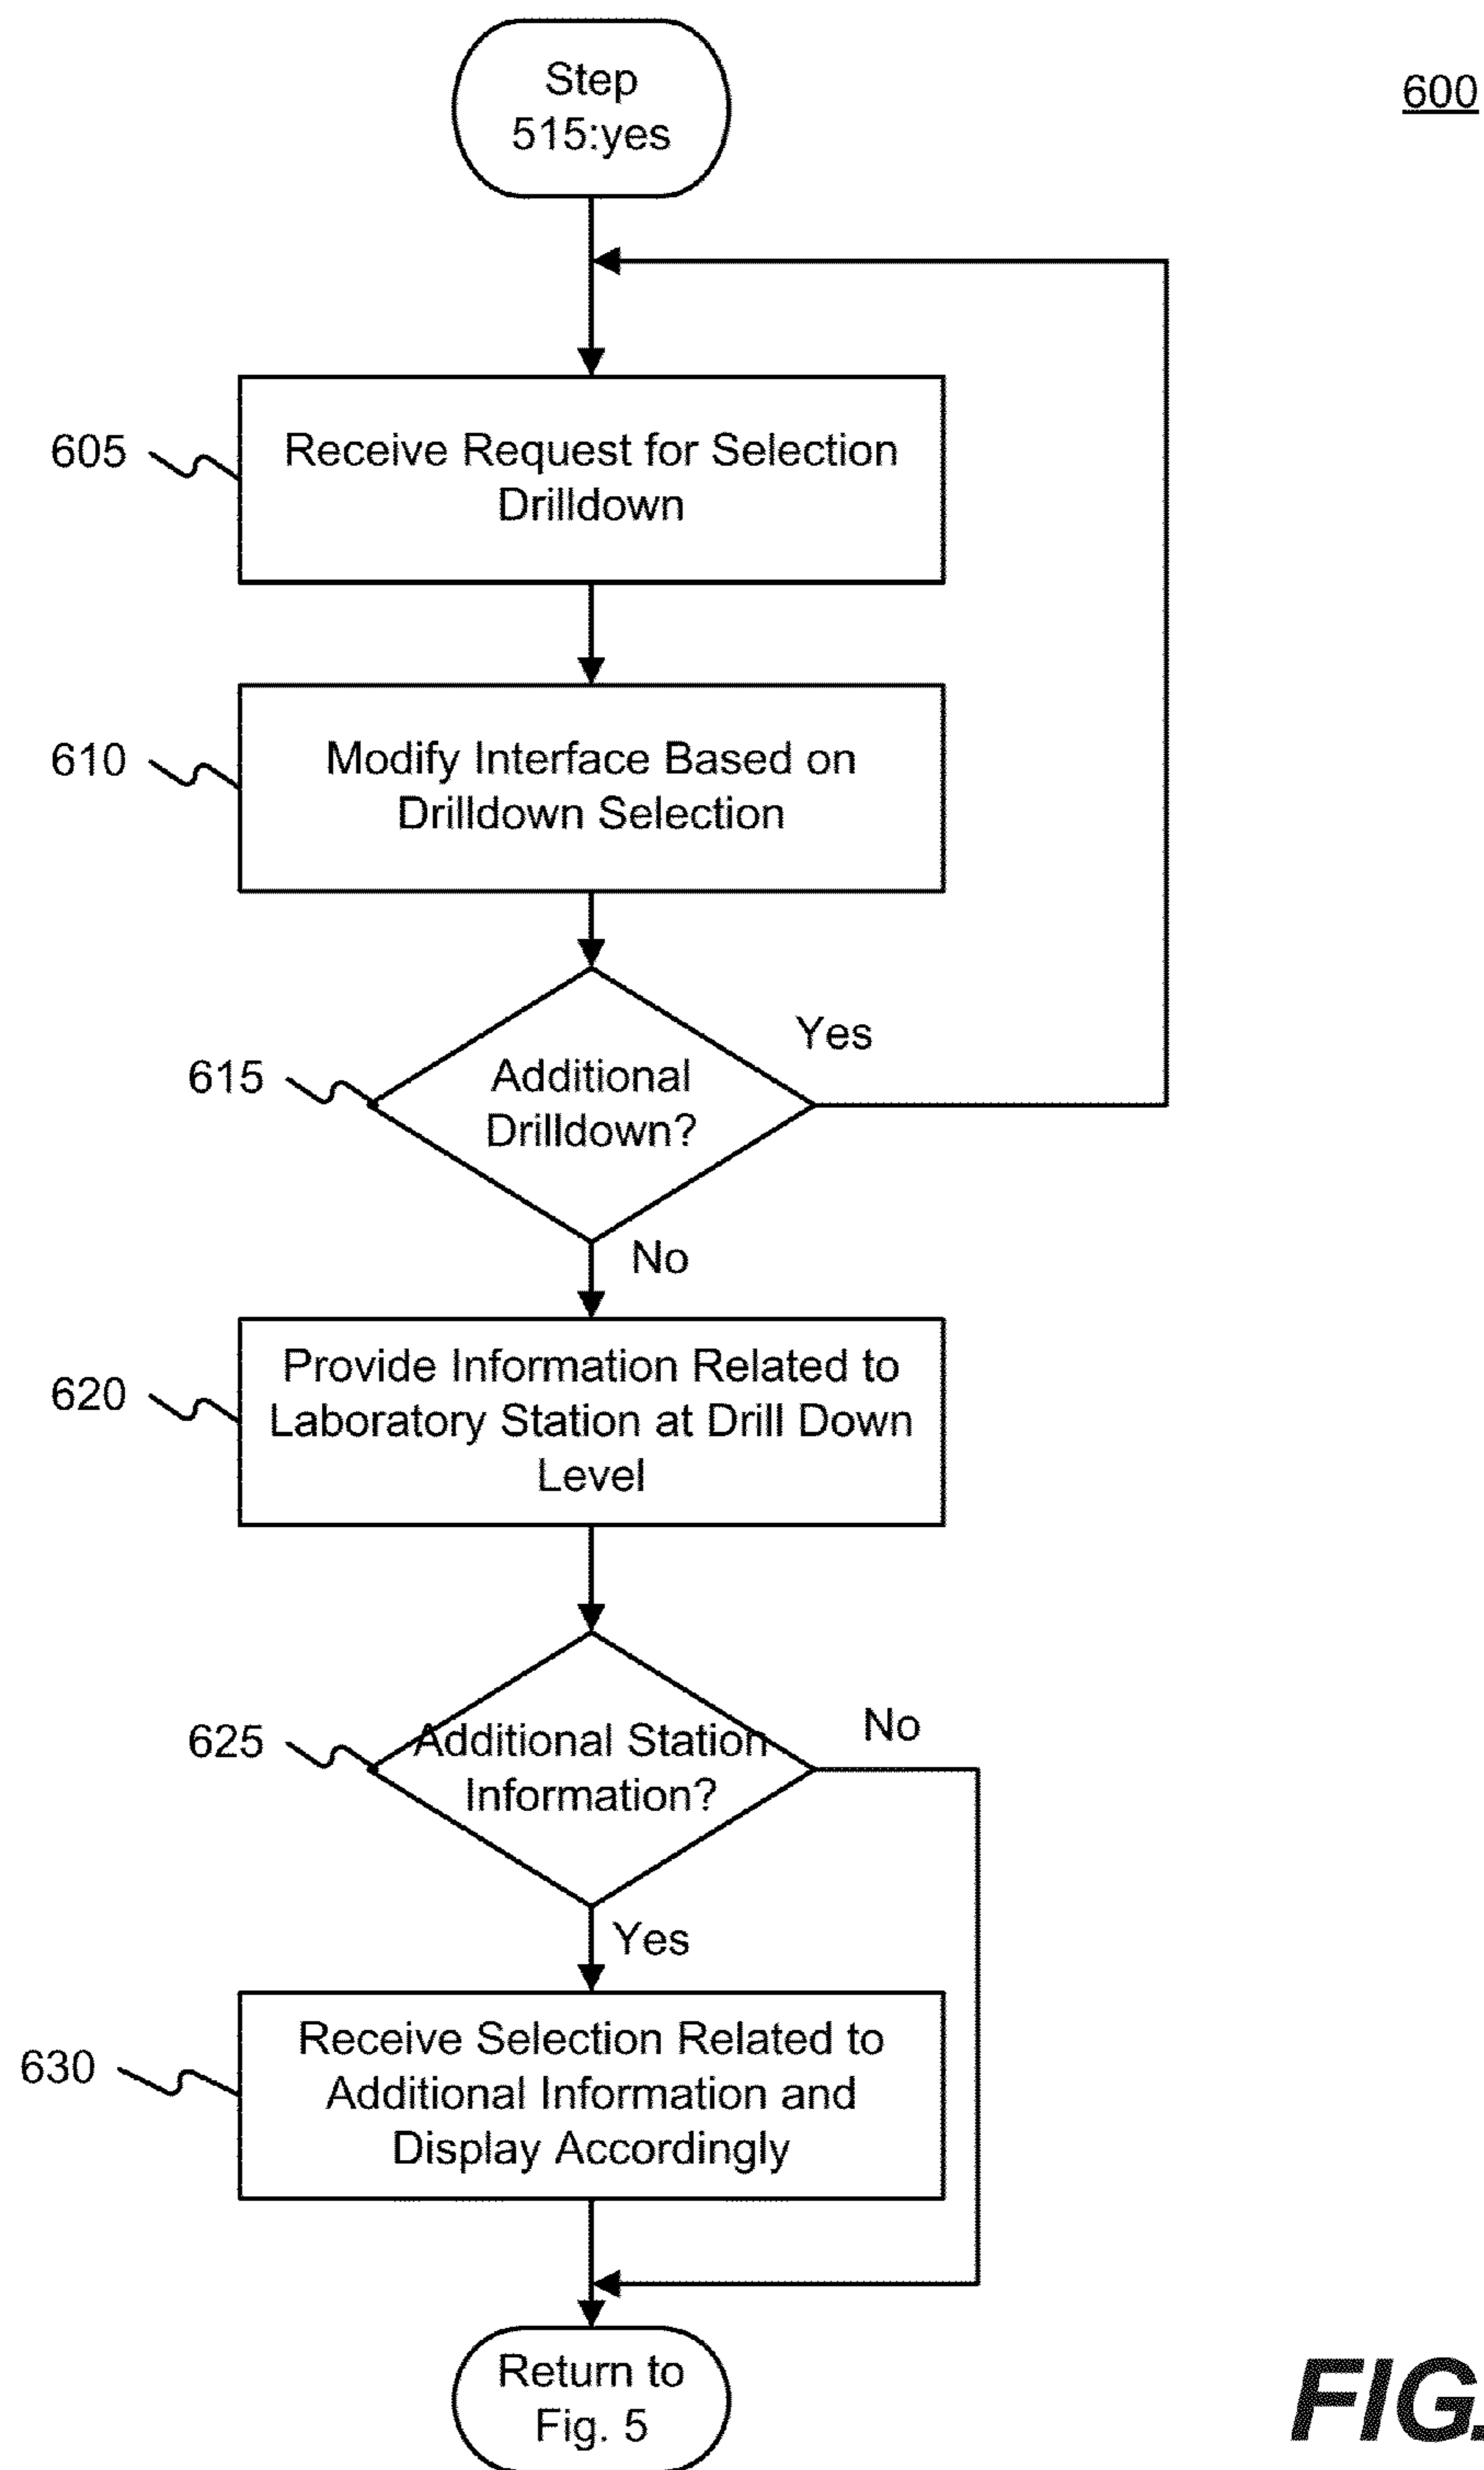 Step
515:yes
600
605
Receive Request for Selection
Drilldown
610
Modify Interface Based on
Drilldown Selection
Yes
615
Additional
Drilldown?
No
620
Provide Information Related to
Laboratory Station at Drill Down
Level
625
Additional Station
Information?
No
Yes
630
Receive Selection Related to
Additional Information and
Display Accordingly
Return to
Fig. 5
FIG.